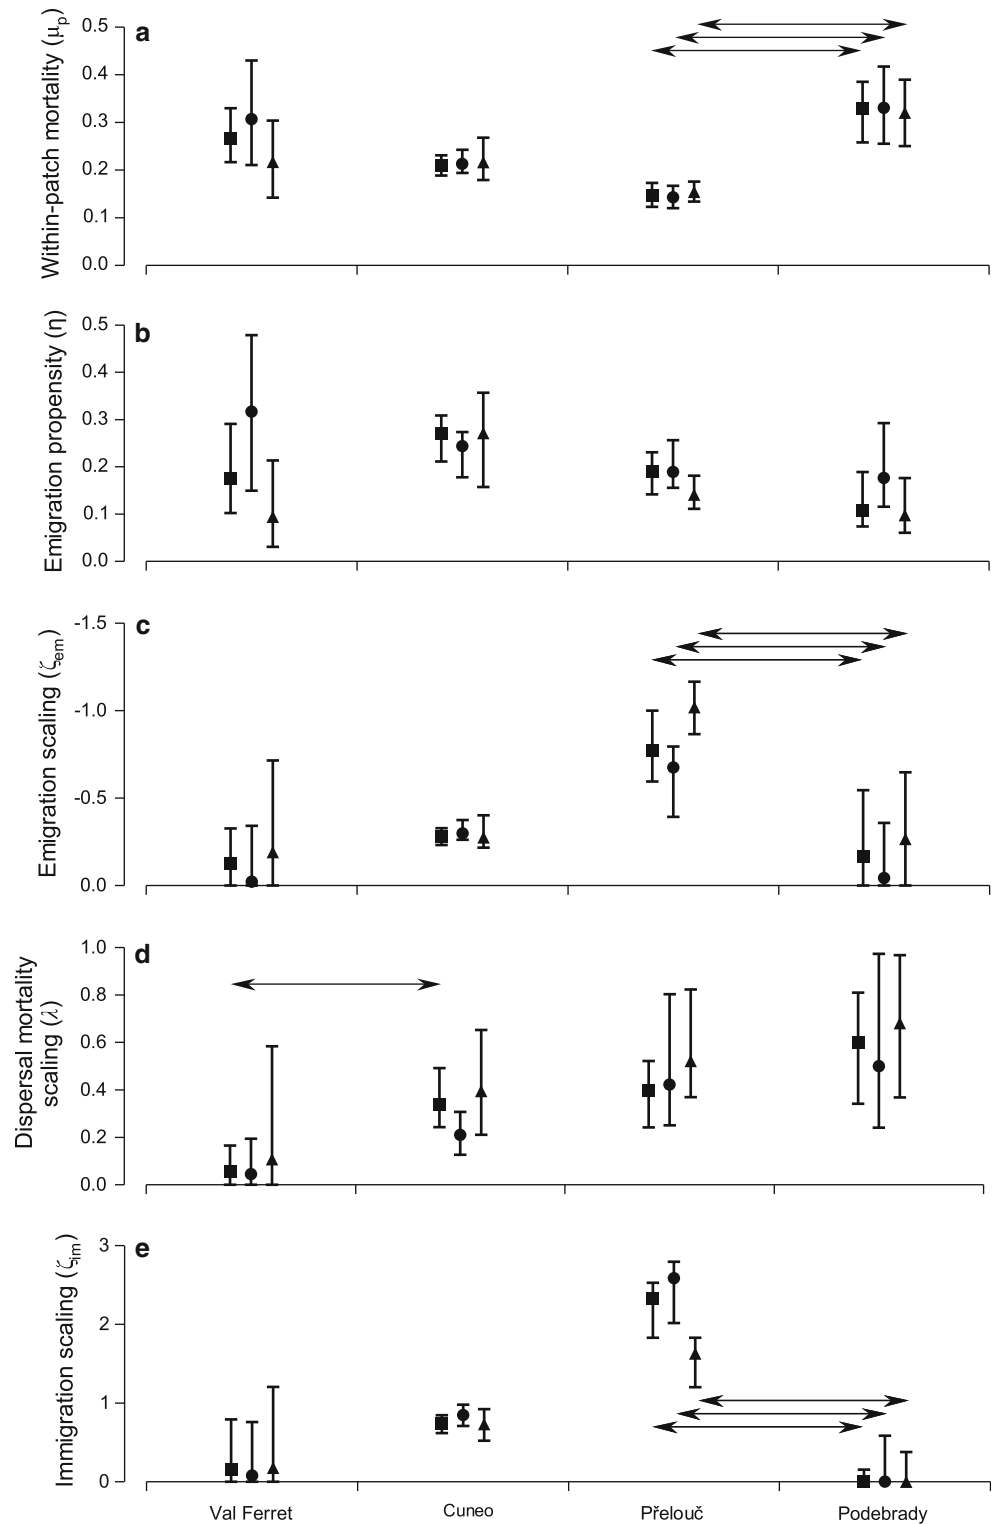 a
Within-patch mortality (μp)
0.5
0.4
0.3
0.2
0.1
0.0
b
Emigration propensity (η)
0.5
0.4
0.3
0.2
0.1
0.0
c
Emigration scaling (ζem)
-1.5
-1.0
-0.5
0.0
d
Dispersal mortality
scaling (λ)
1.0
0.8
0.6
0.4
0.2
0.0
e
Immigration scaling (ζim)
3
2
1
0
Val Ferret Cuneo Přelouč Podebrady